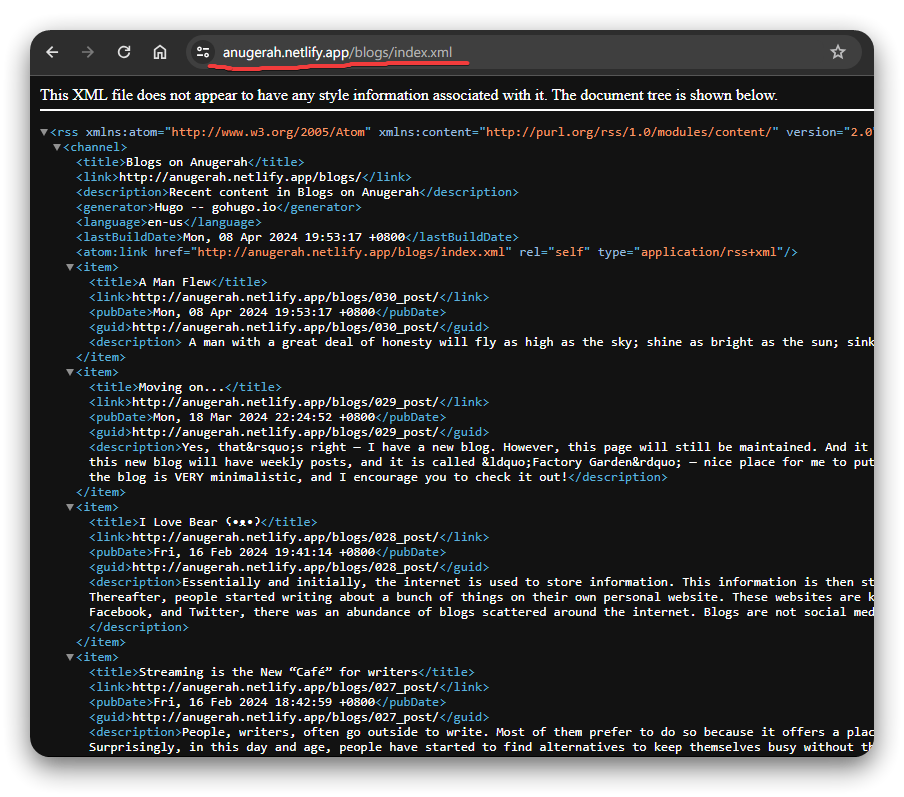 anugerah.netlify.app/blogs/index.xml
This XML file does not appear to have any style information associated with it. The document tree is shown below.
▼<rss xmlns:atom="http://www.w3.org/2005/Atom" xmlns:content="http://purl.org/rss/1.0/modules/content/" version="2.0"
▼<channel>
<title>Blogs on Anugerah</title>
<link>http://anugerah.netlify.app/blogs/</link>
<description>Recent content in Blogs on Anugerah</description>
<generator>Hugo -- gohugo.io</generator>
<language>en-us</language>
<lastBuildDate>Mon, 08 Apr 2024 19:53:17 +0800</lastBuildDate>
<atom:link href="http://anugerah.netlify.app/blogs/index.xml" rel="self" type="application/rss+xml"/>
▼<item>
<title>A Man Flew</title>
<link>http://anugerah.netlify.app/blogs/030_post/</link>
<pubDate>Mon, 08 Apr 2024 19:53:17 +0800</pubDate>
<guid>http://anugerah.netlify.app/blogs/030_post/</guid>
<description> A man with a great deal of honesty will fly as high as the sky; shine as bright as the sun; sink
</item>
▼<item>
<title>Moving on...</title>
<link>http://anugerah.netlify.app/blogs/029_post/</link>
<pubDate>Mon, 18 Mar 2024 22:24:52 +0800</pubDate>
<guid>http://anugerah.netlify.app/blogs/029_post/</guid>
<description>Yes, that&rsquo;s right — I have a new blog. However, this page will still be maintained. And it
this new blog will have weekly posts, and it is called &ldquo;Factory Garden&rdquo; — nice place for me to put
the blog is VERY minimalistic, and I encourage you to check it out!</description>
</item>
▼<item>
<title>I Love Bear ʕ•ᴥ•ʔ</title>
<link>http://anugerah.netlify.app/blogs/028_post/</link>
<pubDate>Fri, 16 Feb 2024 19:41:14 +0800</pubDate>
<guid>http://anugerah.netlify.app/blogs/028_post/</guid>
<description>Essentially and initially, the internet is used to store information. This information is then st
Thereafter, people started writing about a bunch of things on their own personal website. These websites are k
Facebook, and Twitter, there was an abundance of blogs scattered around the internet. Blogs are not social med
</description>
</item>
▼<item>
<title>Streaming is the New “Café” for writers</title>
<link>http://anugerah.netlify.app/blogs/027_post/</link>
<pubDate>Fri, 16 Feb 2024 18:42:59 +0800</pubDate>
<guid>http://anugerah.netlify.app/blogs/027_post/</guid>
<description>People, writers, often go outside to write. Most of them prefer to do so because it offers a plac
Surprisingly, in this day and age, people have started to find alternatives to keep themselves busy without th